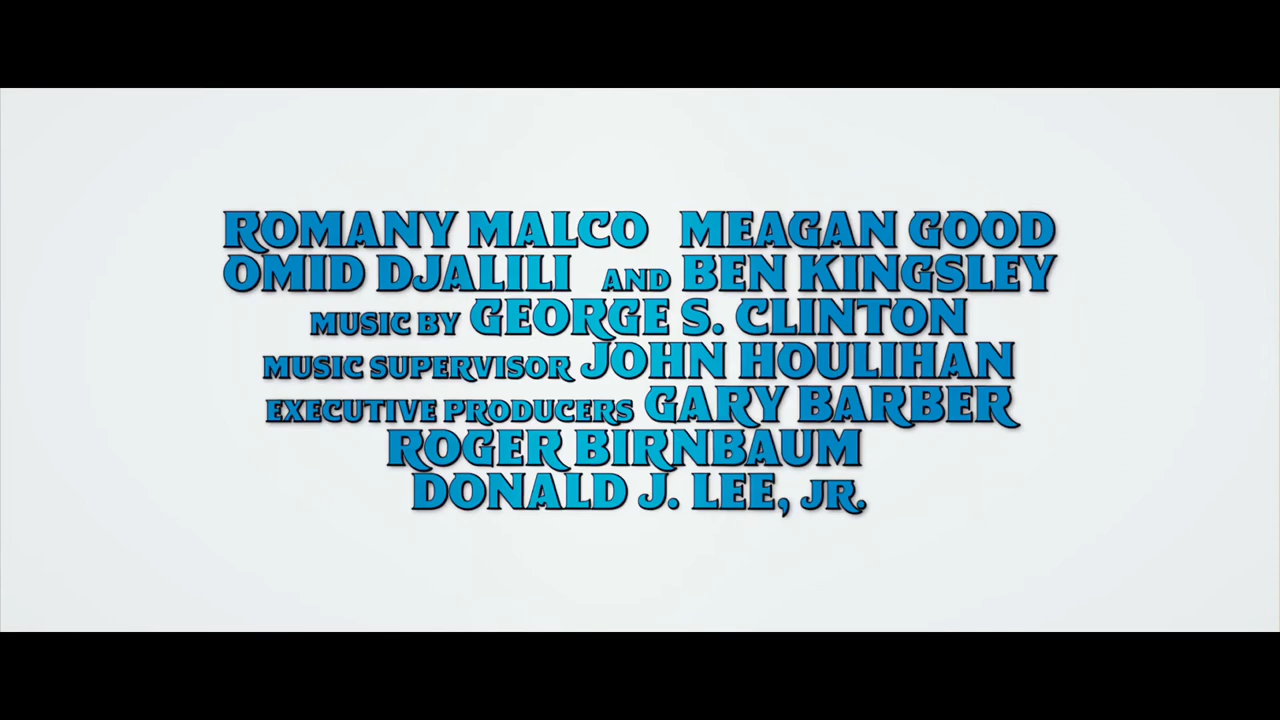 ROMANY MALCO MEAGAN GOOD
OMID DJALILI AND BEN KINGSLEY
MUSIC BY GEORGE S. CLINTON
MUSIC SUPERVISOR JOHN HOULIHAN
EXECUTIVE PRODUCERS GARY BARBER
ROGER BIRNBAUM
DONALD J. LEE, JR.